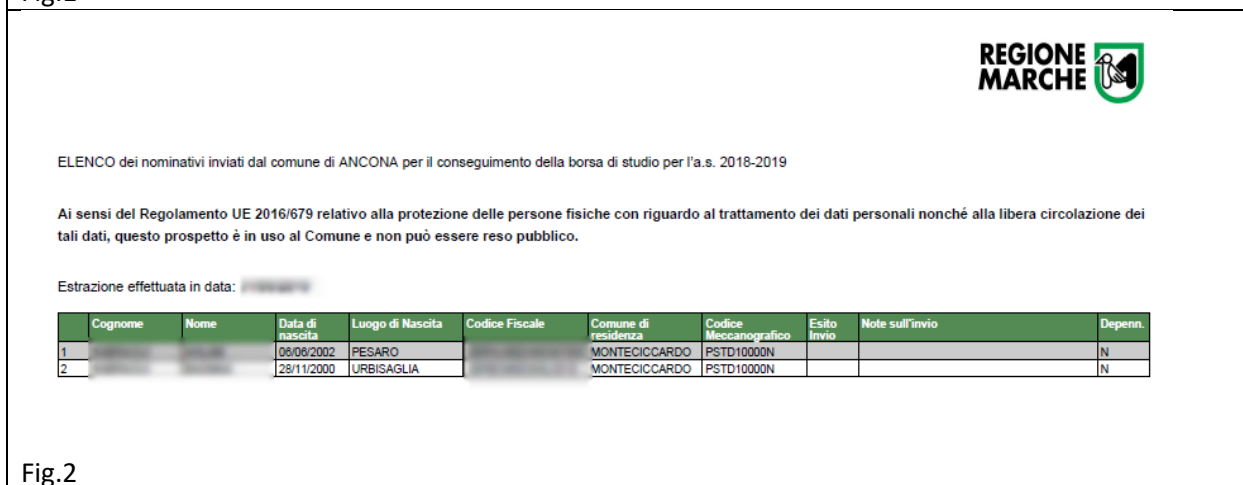 REGIONE
MARCHE
ELENCO dei nominativi inviati dal comune di ANCONA per il conseguimento della borsa di studio per l'a.s. 2018-2019
Ai sensi del Regolamento UE 2016/679 relativo alla protezione delle persone fisiche con riguardo al trattamento dei dati personali nonché alla libera circolazione dei
tali dati, questo prospetto è in uso al Comune e non può essere reso pubblico.
Estrazione effettuata in data:
Cognome Nome Data di nascita Luogo di Nascita Codice Fiscale Comune di residenza Codice Meccanografico Esito Invio Note sull'invio Depenn.
1 06/06/2002 PESARO MONTECICCARDO PSTD10000N N
2 28/11/2000 URBISAGLIA MONTECICCARDO PSTD10000N N
Fig.2